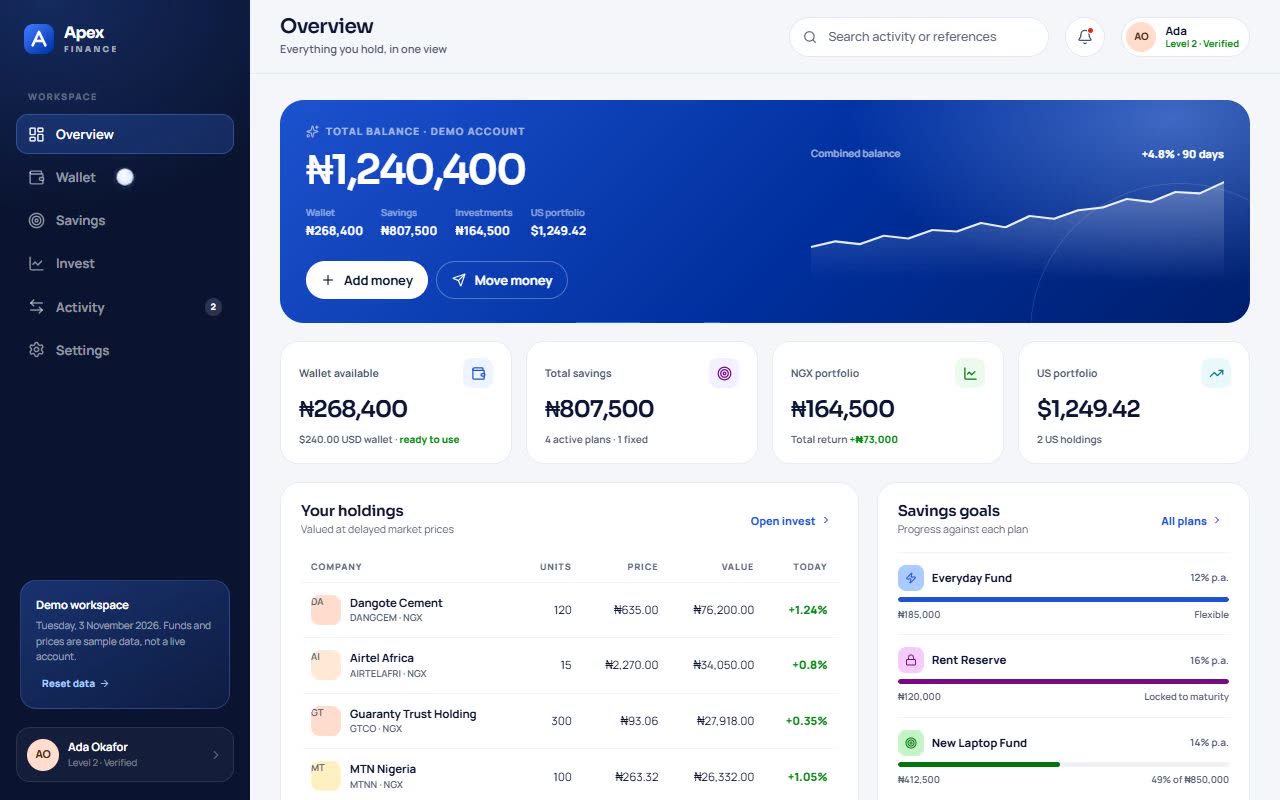 Apex
FINANCE
WORKSPACE
Overview
Wallet
Savings
Invest
Activity 2
Settings
Demo workspace
Tuesday, 3 November 2026. Funds and
prices are sample data, not a live
account.
Reset data →
AO Ada Okafor
Level 2 · Verified
Overview
Everything you hold, in one view
Search activity or references
AO Ada
Level 2 · Verified
TOTAL BALANCE · DEMO ACCOUNT
₦1,240,400
Wallet Savings Investments US portfolio
₦268,400 ₦807,500 ₦164,500 $1,249.42
Add money Move money
Combined balance +4.8% · 90 days
Wallet available
₦268,400
$240.00 USD wallet · ready to use
Total savings
₦807,500
4 active plans · 1 fixed
NGX portfolio
₦164,500
Total return +₦73,000
US portfolio
$1,249.42
2 US holdings
Your holdings
Valued at delayed market prices
Open invest
COMPANY UNITS PRICE VALUE TODAY
DA Dangote Cement 120 ₦635.00 ₦76,200.00 +1.24%
DANGCEM · NGX
AI Airtel Africa 15 ₦2,270.00 ₦34,050.00 +0.8%
AIRTELAFRI · NGX
GT Guaranty Trust Holding 300 ₦93.06 ₦27,918.00 +0.35%
GTCO · NGX
MT MTN Nigeria 100 ₦263.32 ₦26,332.00 +1.05%
MTNN · NGX
Savings goals
Progress against each plan
All plans
Everyday Fund 12% p.a.
₦185,000 Flexible
Rent Reserve 16% p.a.
₦120,000 Locked to maturity
New Laptop Fund 14% p.a.
₦412,500 49% of ₦850,000